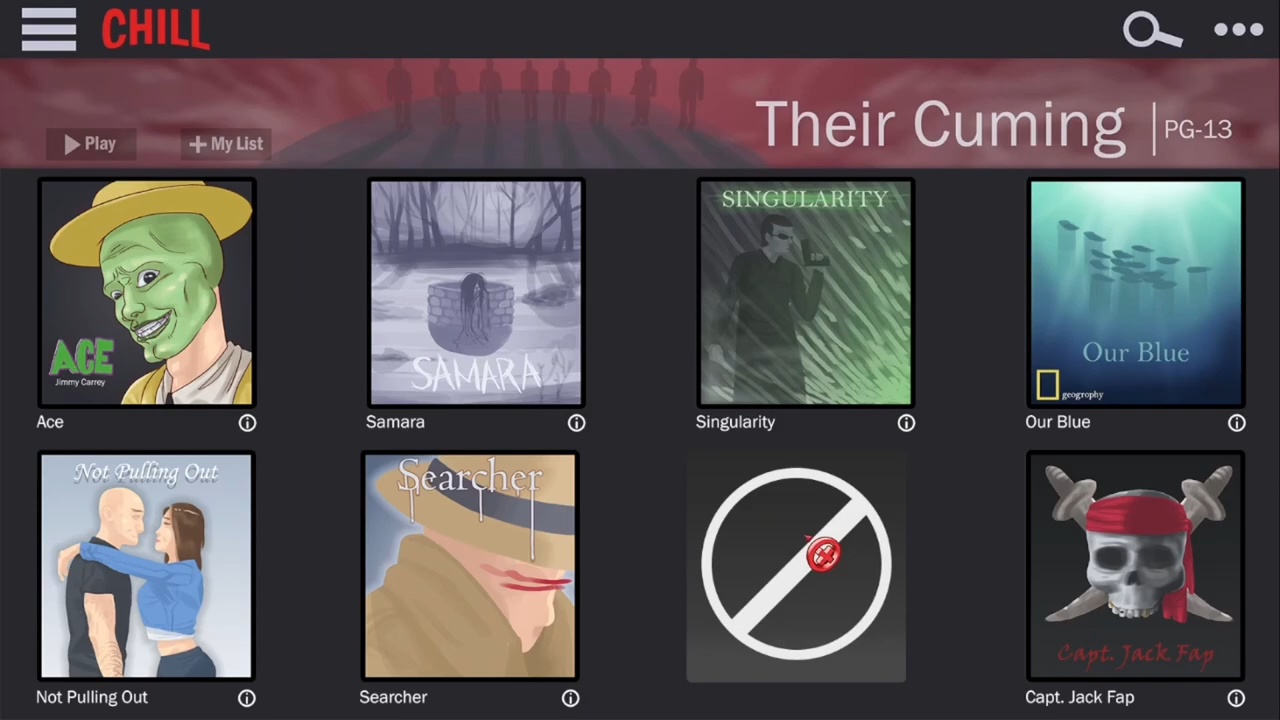 CHILL
Their Cuming
PG-13
Play
My List
ACE
Jimmy Carrey
SAMARA
SINGULARITY
Our Blue
geogrophy
Ace
Samara
Singularity
Our Blue
Not Pulling Out
Searcher
Capt. Jack Fap
Not Pulling Out
Searcher
Capt. Jack Fap